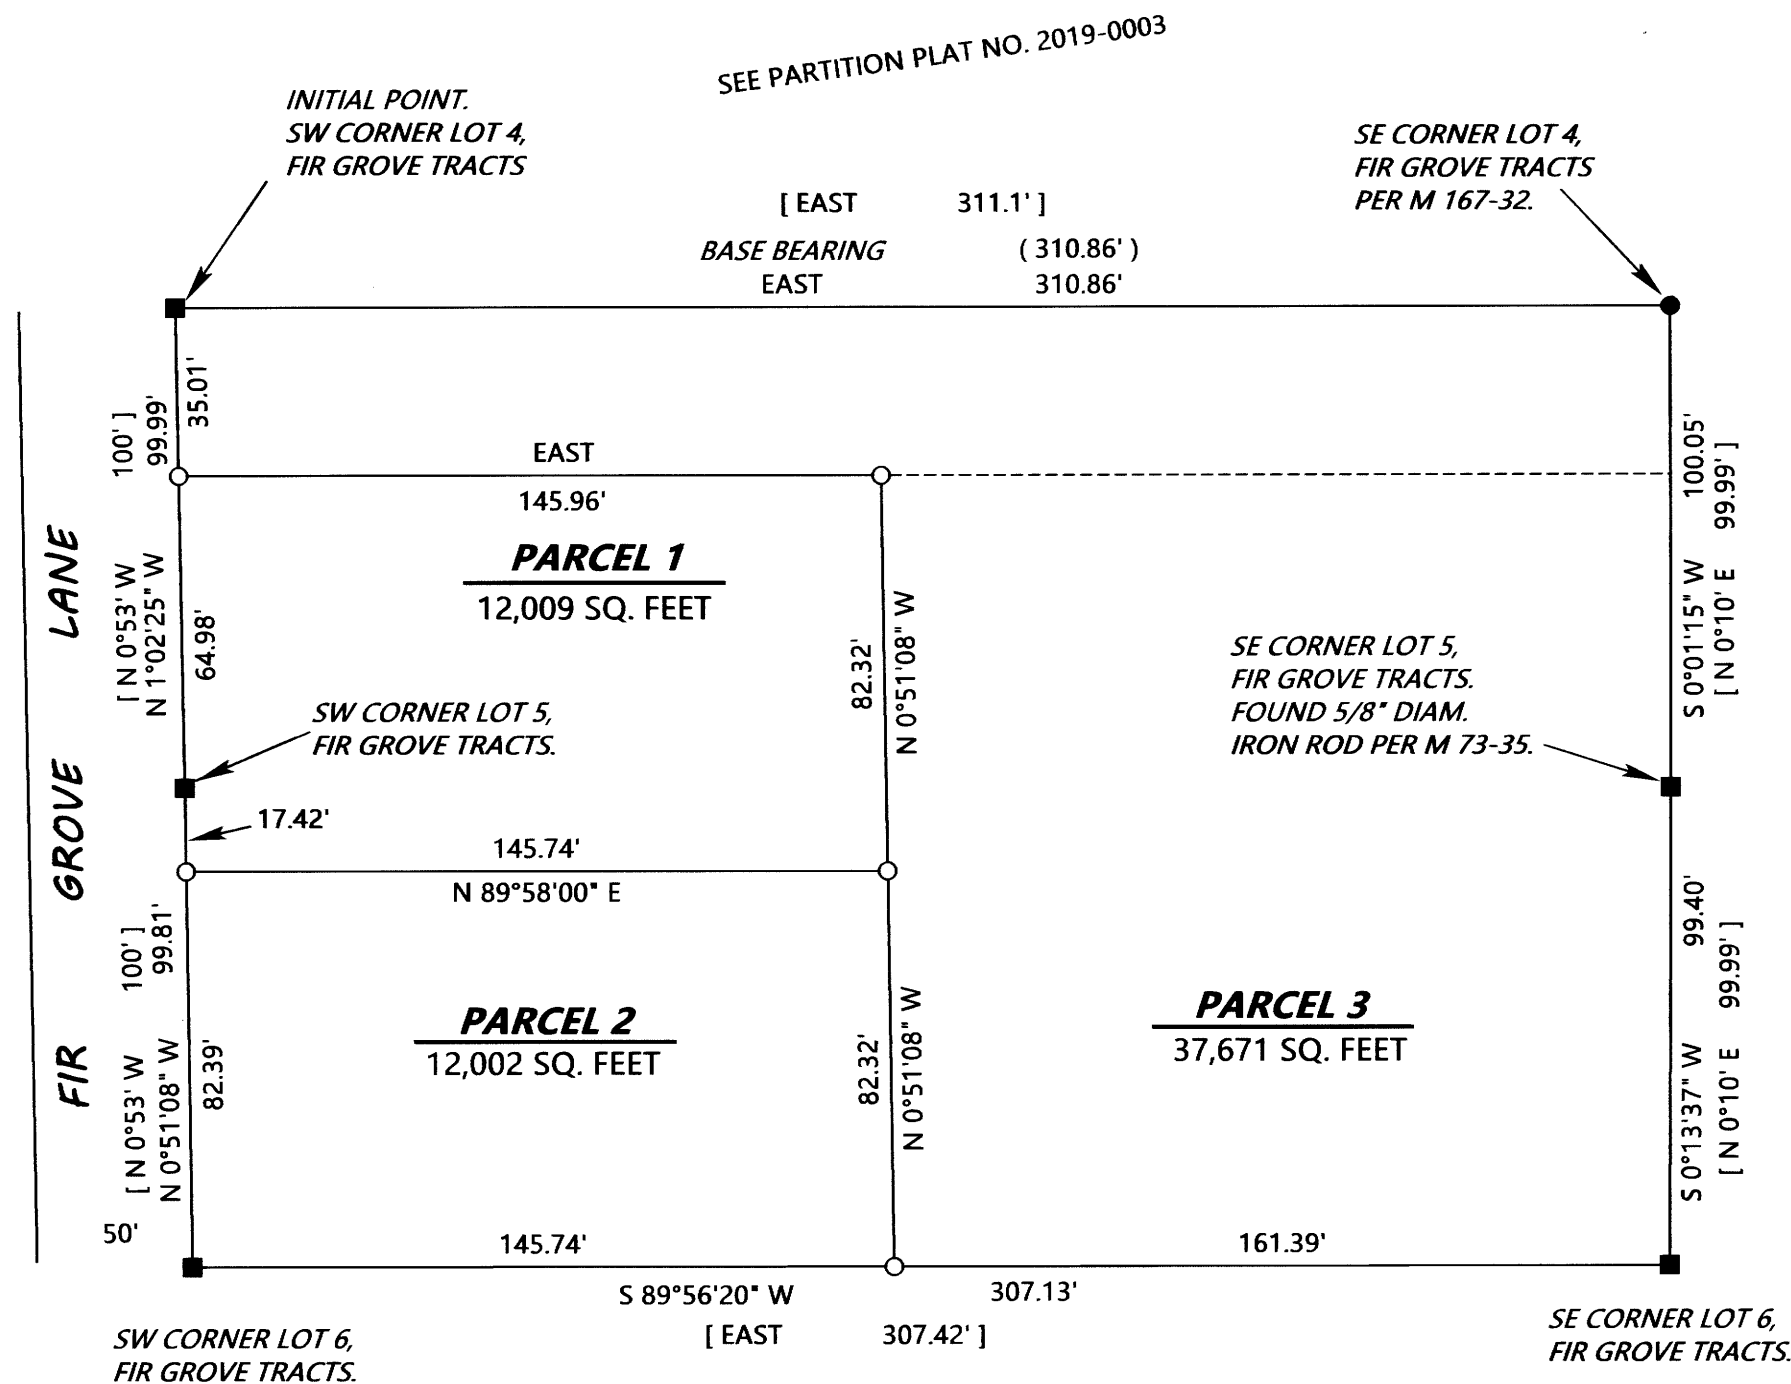 SEE PARTITION PLAT NO. 2019-0003
INITIAL POINT.
SW CORNER LOT 4,
FIR GROVE TRACTS
SE CORNER LOT 4,
FIR GROVE TRACTS
PER M 167-32.
[ EAST 311.1' ]
BASE BEARING ( 310.86' )
EAST 310.86'
35.01'
[ N 0°53' W 100' ]
N 1°02'25" W 99.99'
64.98'
EAST
145.96'
PARCEL 1
12,009 SQ. FEET
82.32'
N 0°51'08" W
S 0°01'15" W 100.05'
[ N 0°10' E 99.99' ]
SE CORNER LOT 5,
FIR GROVE TRACTS.
FOUND 5/8" DIAM.
IRON ROD PER M 73-35.
SW CORNER LOT 5,
FIR GROVE TRACTS.
17.42'
145.74'
N 89°58'00" E
FIR GROVE LANE
[ N 0°53' W 100' ]
N 0°51'08" W 99.81'
82.39'
PARCEL 2
12,002 SQ. FEET
82.32'
N 0°51'08" W
PARCEL 3
37,671 SQ. FEET
S 0°13'37" W 99.40'
[ N 0°10' E 99.99' ]
50'
145.74'
161.39'
S 89°56'20" W 307.13'
[ EAST 307.42' ]
SW CORNER LOT 6,
FIR GROVE TRACTS.
SE CORNER LOT 6,
FIR GROVE TRACTS.